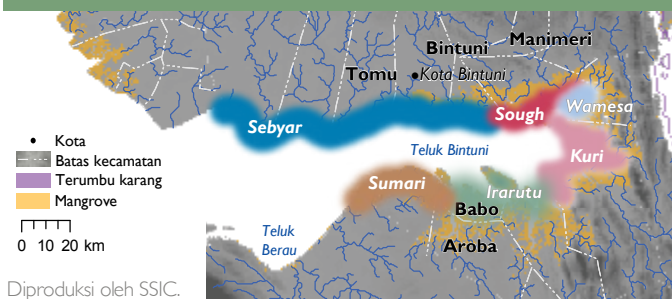 Manimeri
Bintuni
Tomu
Kota Bintuni
Wamesa
Sough
Sebyar
Teluk Bintuni
Kuri
Sumari
Irarutu
Babo
Aroba
Teluk
Berau
Kota
Batas kecamatan
Terumbu karang
Mangrove
0 10 20 km
Diproduksi oleh SSIC.